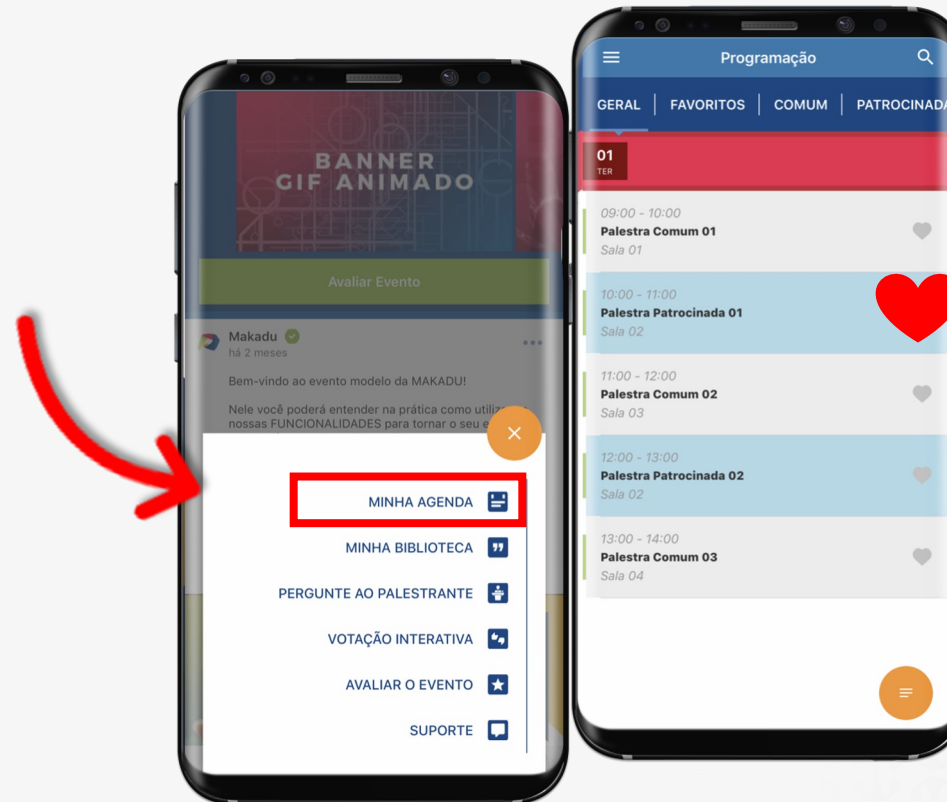 BANNER
GIF ANIMADO
Avaliar Evento
Makadu
há 2 meses
Bem-vindo ao evento modelo da MAKADU!
Nele você poderá entender na prática como
nossas FUNCIONALIDADES para tornar o seu
MINHA AGENDA
MINHA BIBLIOTECA
PERGUNTE AO PALESTRANTE
VOTAÇÃO INTERATIVA
AVALIAR O EVENTO
SUPORTE
Programação
GERAL
FAVORITOS
COMUM
PATROCINADA
01
TER
09:00 - 10:00
Palestra Comum 01
Sala 01
10:00 - 11:00
Palestra Patrocinada 01
Sala 02
11:00 - 12:00
Palestra Comum 02
Sala 03
12:00 - 13:00
Palestra Patrocinada 02
Sala 02
13:00 - 14:00
Palestra Comum 03
Sala 04